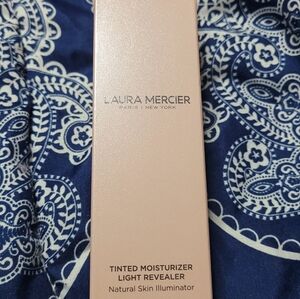 LAURA MERCIER
PARIS | NEW YORK
TINTED MOISTURIZER
LIGHT REVEALER
Natural Skin Illuminator